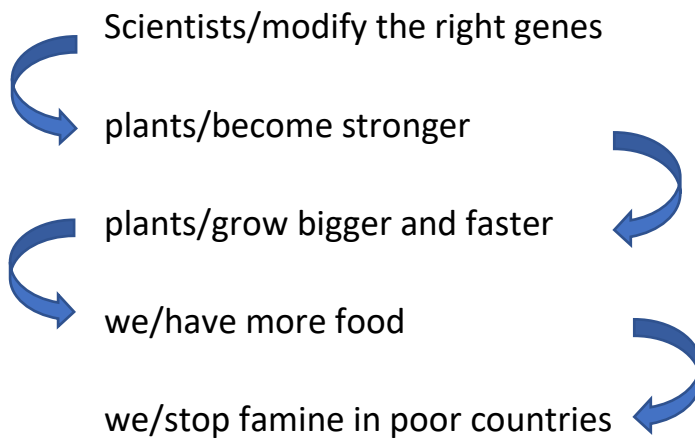 Scientists/modify the right genes
plants/become stronger
plants/grow bigger and faster
we/have more food
we/stop famine in poor countries